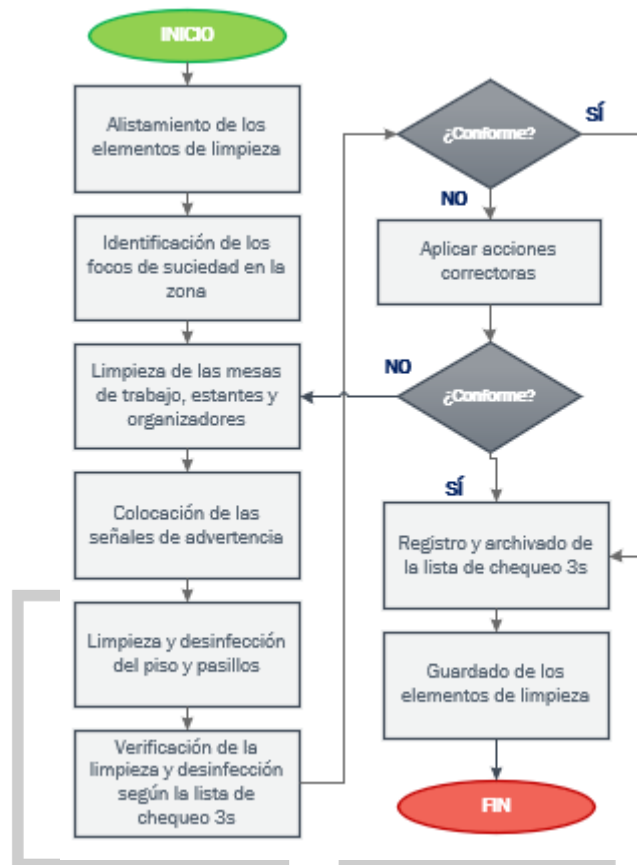 INICIO
Alistamiento de los
elementos de limpieza
Identificación de los
focos de suciedad en la
zona
Limpieza de las mesas
de trabajo, estantes y
organizadores
Colocación de las
señales de advertencia
Limpieza y desinfección
del piso y pasillos
Verificación de la
limpieza y desinfección
según la lista de
chequeo 3s
¿Conforme?
SÍ
NO
Aplicar acciones
correctoras
NO
¿Conforme?
SÍ
Registro y archivado de
la lista de chequeo 3s
Guardado de los
elementos de limpieza
FIN